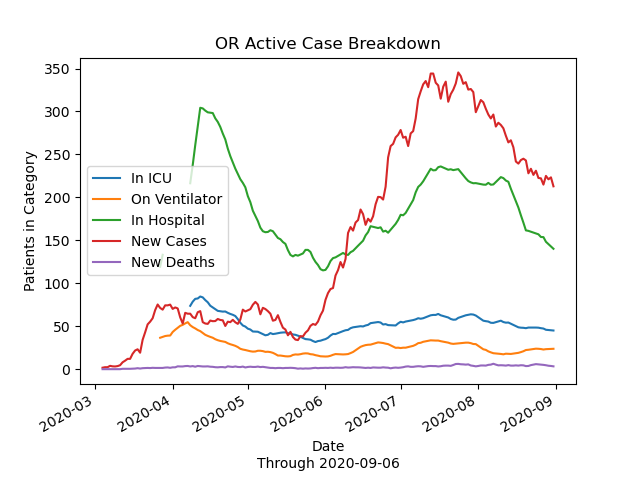 OR Active Case Breakdown
350
300
250
200
150
100
50
0
Patients in Category
In ICU
On Ventilator
In Hospital
New Cases
New Deaths
2020-03
2020-04
2020-05
2020-06
2020-07
2020-08
2020-09
Date
Through 2020-09-06